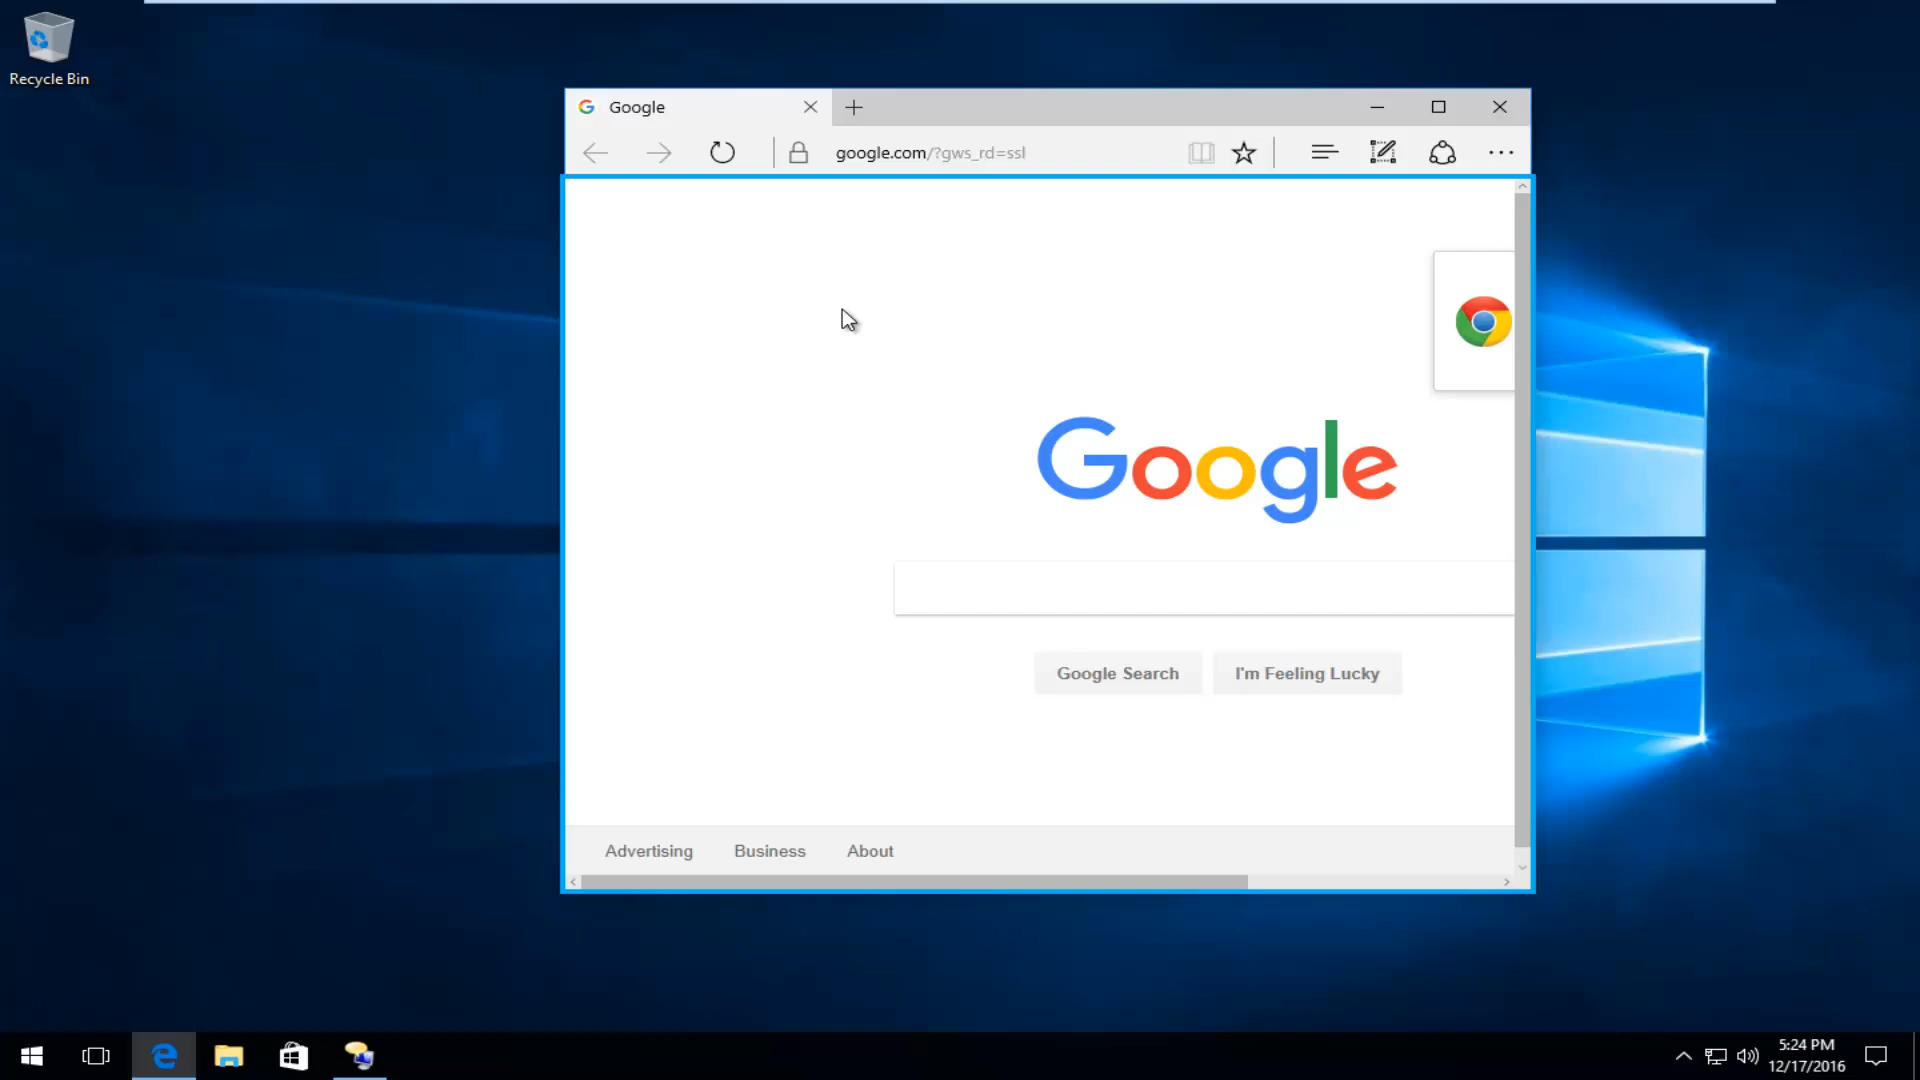 Recycle Bin
Google
google.com/?gws_rd=ssl
Google
Google Search
I'm Feeling Lucky
Advertising
Business
About
5:24 PM
12/17/2016